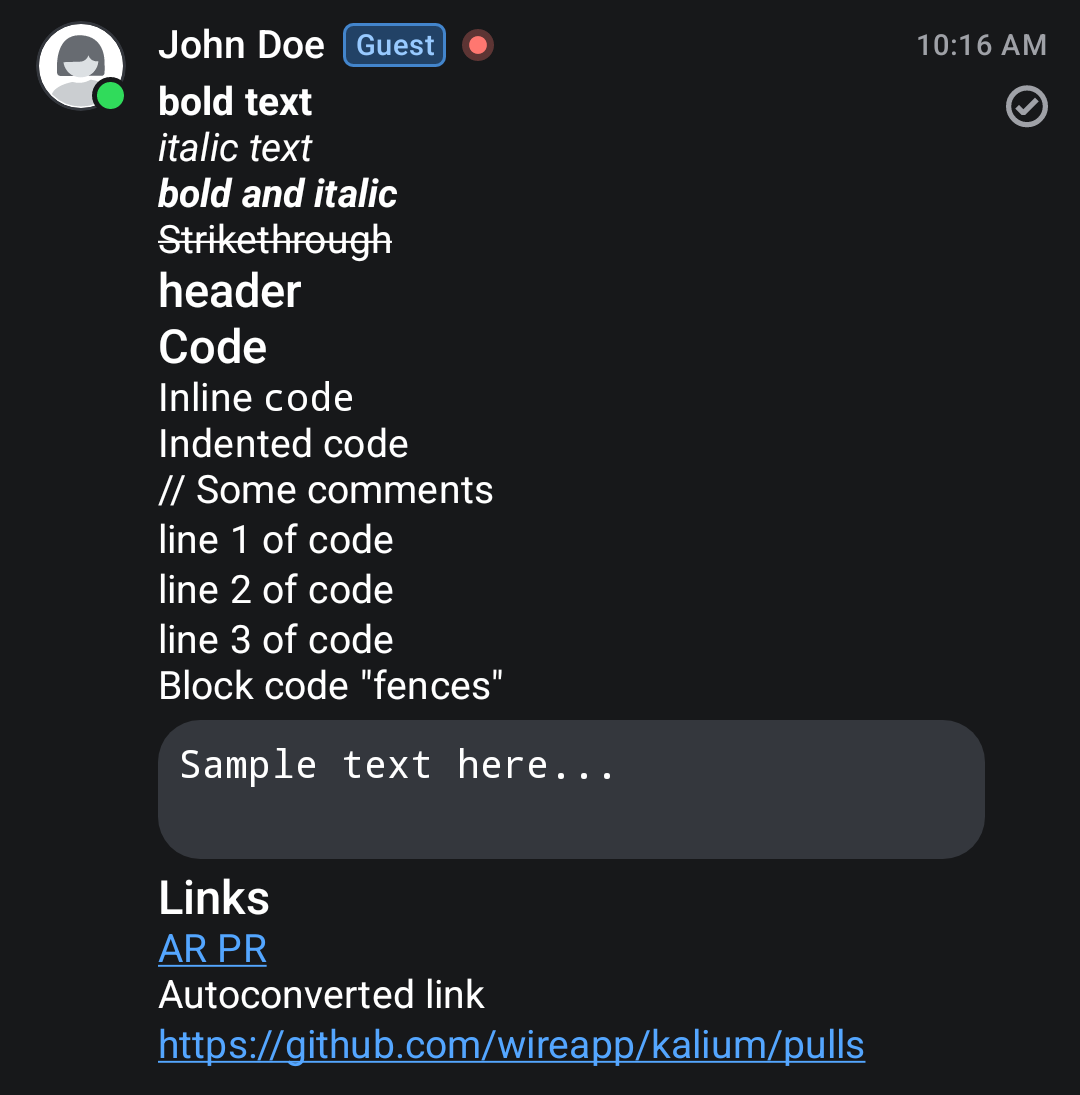 John Doe Guest 10:16 AM
bold text
italic text
bold and italic
Strikethrough
header
Code
Inline code
Indented code
// Some comments
line 1 of code
line 2 of code
line 3 of code
Block code "fences"
Sample text here...
Links
AR PR
Autoconverted link
https://github.com/wireapp/kalium/pulls